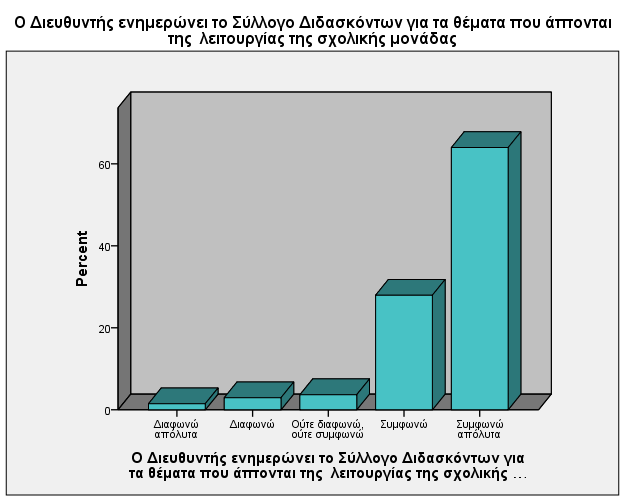 Ο Διευθυντής ενημερώνει το Σύλλογο Διδασκόντων για τα θέματα που άπτονται
της λειτουργίας της σχολικής μονάδας
60
40
20
0
Percent
Διαφωνώ
απόλυτα
Διαφωνώ
Ούτε διαφωνώ,
ούτε συμφωνώ
Συμφωνώ
Συμφωνώ
απόλυτα
Ο Διευθυντής ενημερώνει το Σύλλογο Διδασκόντων για
τα θέματα που άπτονται της λειτουργίας της σχολικής ...